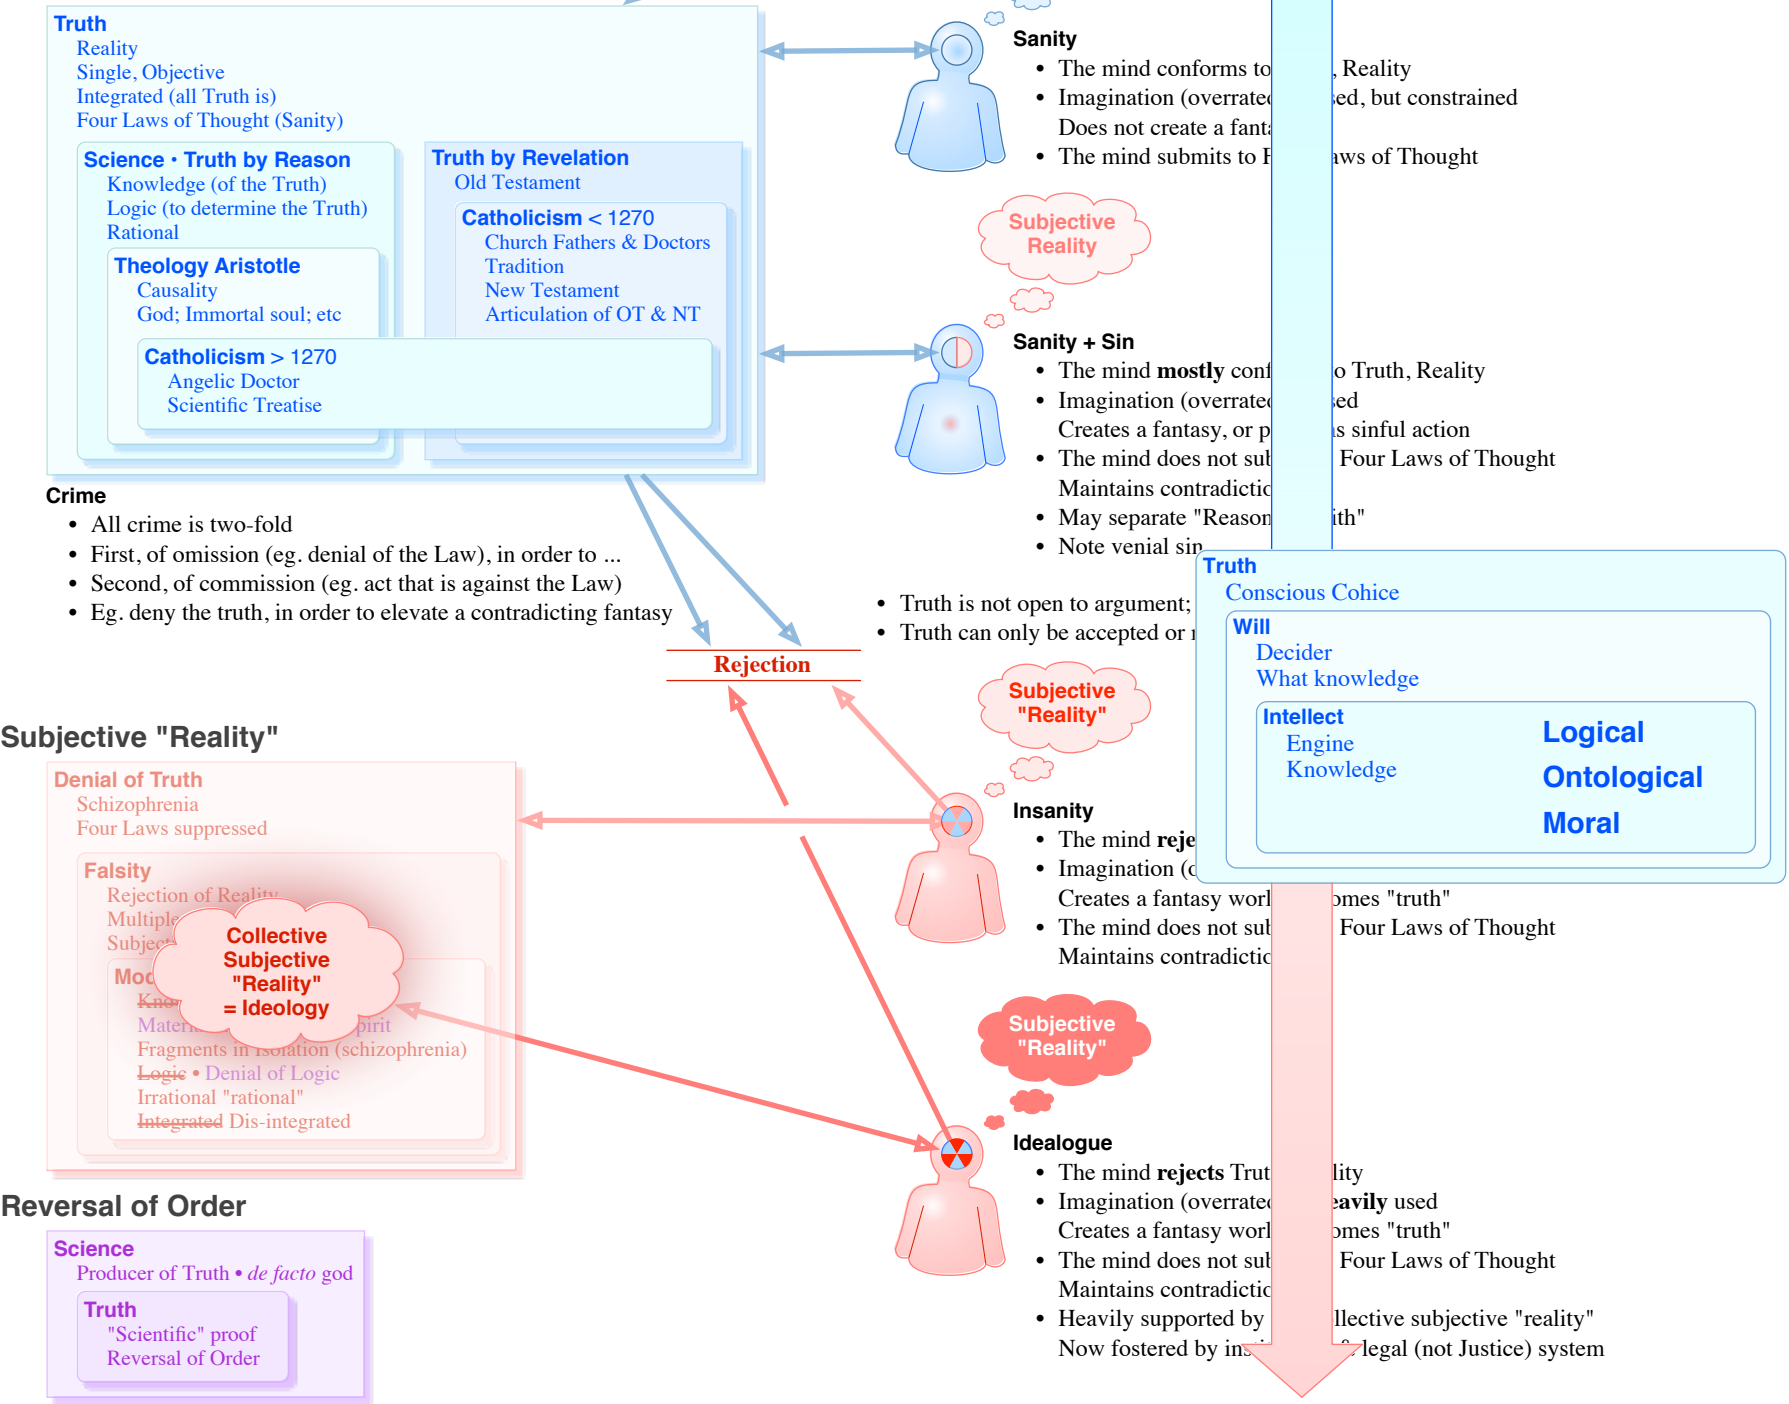 Truth
Reality
Single, Objective
Integrated (all Truth is)
Four Laws of Thought (Sanity)
Science • Truth by Reason
Knowledge (of the Truth)
Logic (to determine the Truth)
Rational
Theology Aristotle
Causality
God; Immortal soul; etc
Truth by Revelation
Old Testament
Catholicism < 1270
Church Fathers & Doctors
Tradition
New Testament
Articulation of OT & NT
Catholicism > 1270
Angelic Doctor
Scientific Treatise
Sanity
• The mind conforms to , Reality
• Imagination (overrated sed, but constrained
Does not create a fanta
• The mind submits to F aws of Thought
Subjective
Reality
Sanity + Sin
• The mind mostly conf o Truth, Reality
• Imagination (overrated sed
Creates a fantasy, or p s sinful action
• The mind does not sub Four Laws of Thought
Maintains contradictio
• May separate "Reason ith"
• Note venial sin
Crime
• All crime is two-fold
• First, of omission (eg. denial of the Law), in order to ...
• Second, of commission (eg. act that is against the Law)
• Eg. deny the truth, in order to elevate a contradicting fantasy
• Truth is not open to argument;
• Truth can only be accepted or r
Rejection
Truth
Conscious Cohice
Will
Decider
What knowledge
Intellect
Engine
Knowledge
Logical
Ontological
Moral
Subjective "Reality"
Denial of Truth
Schizophrenia
Four Laws suppressed
Falsity
Rejection of Reality
Multiple
Subject
Mod
Kno
Materi pirit
Fragments in Isolation (schizophrenia)
Logic • Denial of Logic
Irrational "rational"
Integrated Dis-integrated
Collective
Subjective
"Reality"
= Ideology
Subjective
"Reality"
Insanity
• The mind reje
• Imagination (o
Creates a fantasy worl omes "truth"
• The mind does not sub Four Laws of Thought
Maintains contradictio
Subjective
"Reality"
Idealogue
• The mind rejects Trut lity
• Imagination (overrated eavily used
Creates a fantasy worl omes "truth"
• The mind does not sub Four Laws of Thought
Maintains contradictio
• Heavily supported by llective subjective "reality"
Now fostered by ins legal (not Justice) system
Reversal of Order
Science
Producer of Truth • de facto god
Truth
"Scientific" proof
Reversal of Order